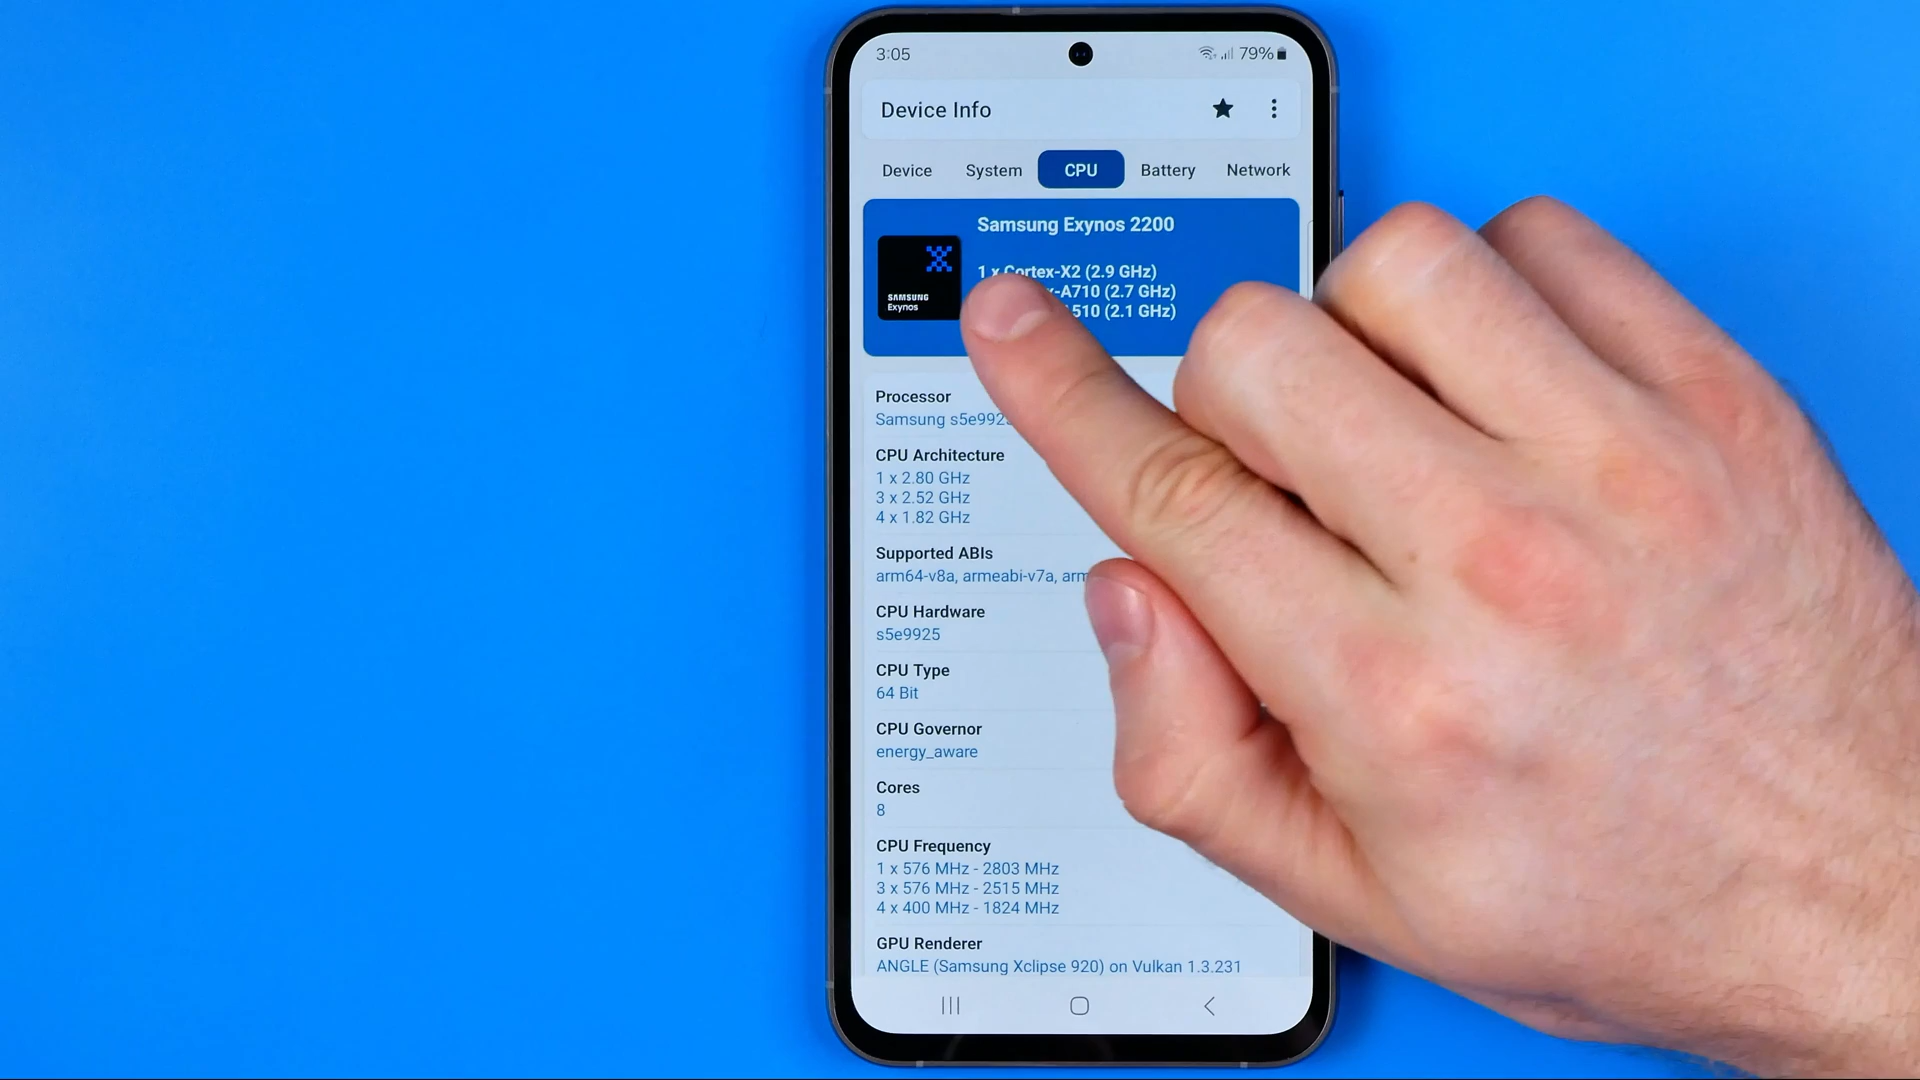 3:05
79%
Device Info
Device System CPU Battery Network
Samsung Exynos 2200
SAMSUNG
Exynos
1 x Cortex-X2 (2.9 GHz)
-A710 (2.7 GHz)
510 (2.1 GHz)
Processor
Samsung s5e992
CPU Architecture
1 x 2.80 GHz
3 x 2.52 GHz
4 x 1.82 GHz
Supported ABIs
arm64-v8a, armeabi-v7a, arm
CPU Hardware
s5e9925
CPU Type
64 Bit
CPU Governor
energy_aware
Cores
8
CPU Frequency
1 x 576 MHz - 2803 MHz
3 x 576 MHz - 2515 MHz
4 x 400 MHz - 1824 MHz
GPU Renderer
ANGLE (Samsung Xclipse 920) on Vulkan 1.3.231